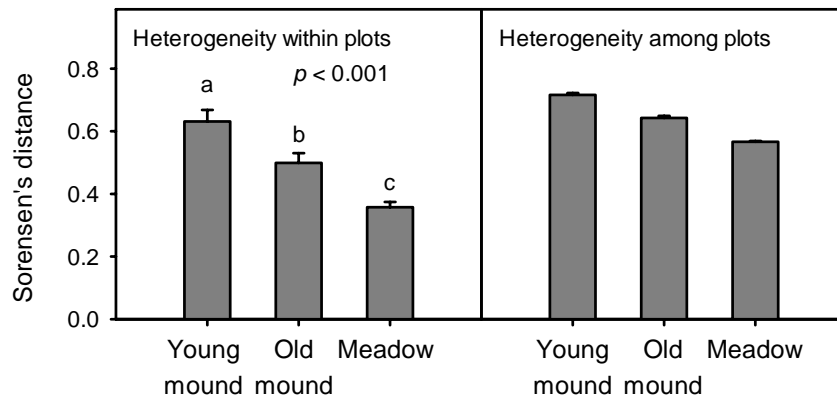 Heterogeneity within plots
p < 0.001
a
b
c
Heterogeneity among plots
Sorensen's distance
0.8
0.6
0.4
0.2
0.0
Young
mound
Old
mound
Meadow
Young
mound
Old
mound
Meadow